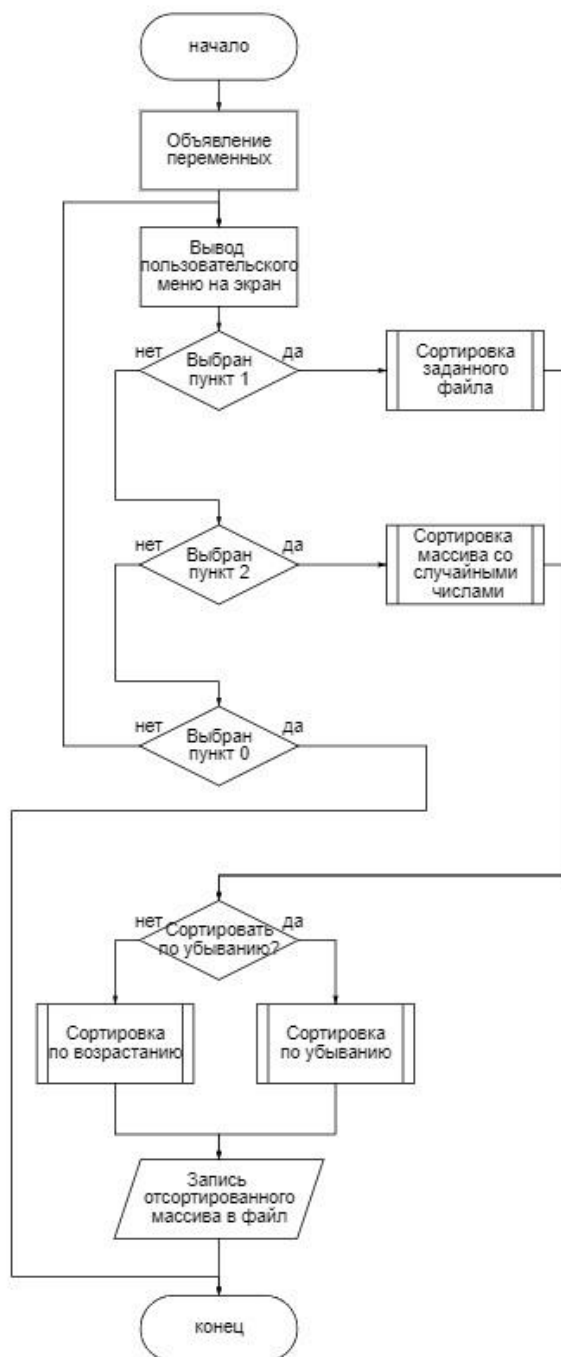 начало
Объявление
переменных
Вывод
пользовательского
меню на экран
нет
Выбран
пункт 1
да
Сортировка
заданного
файла
нет
Выбран
пункт 2
да
Сортировка
массива со
случайными
числами
нет
Выбран
пункт 0
да
нет
Сортировать
по убыванию?
да
Сортировка
по возрастанию
Сортировка
по убыванию
Запись
отсортированного
массива в файл
конец